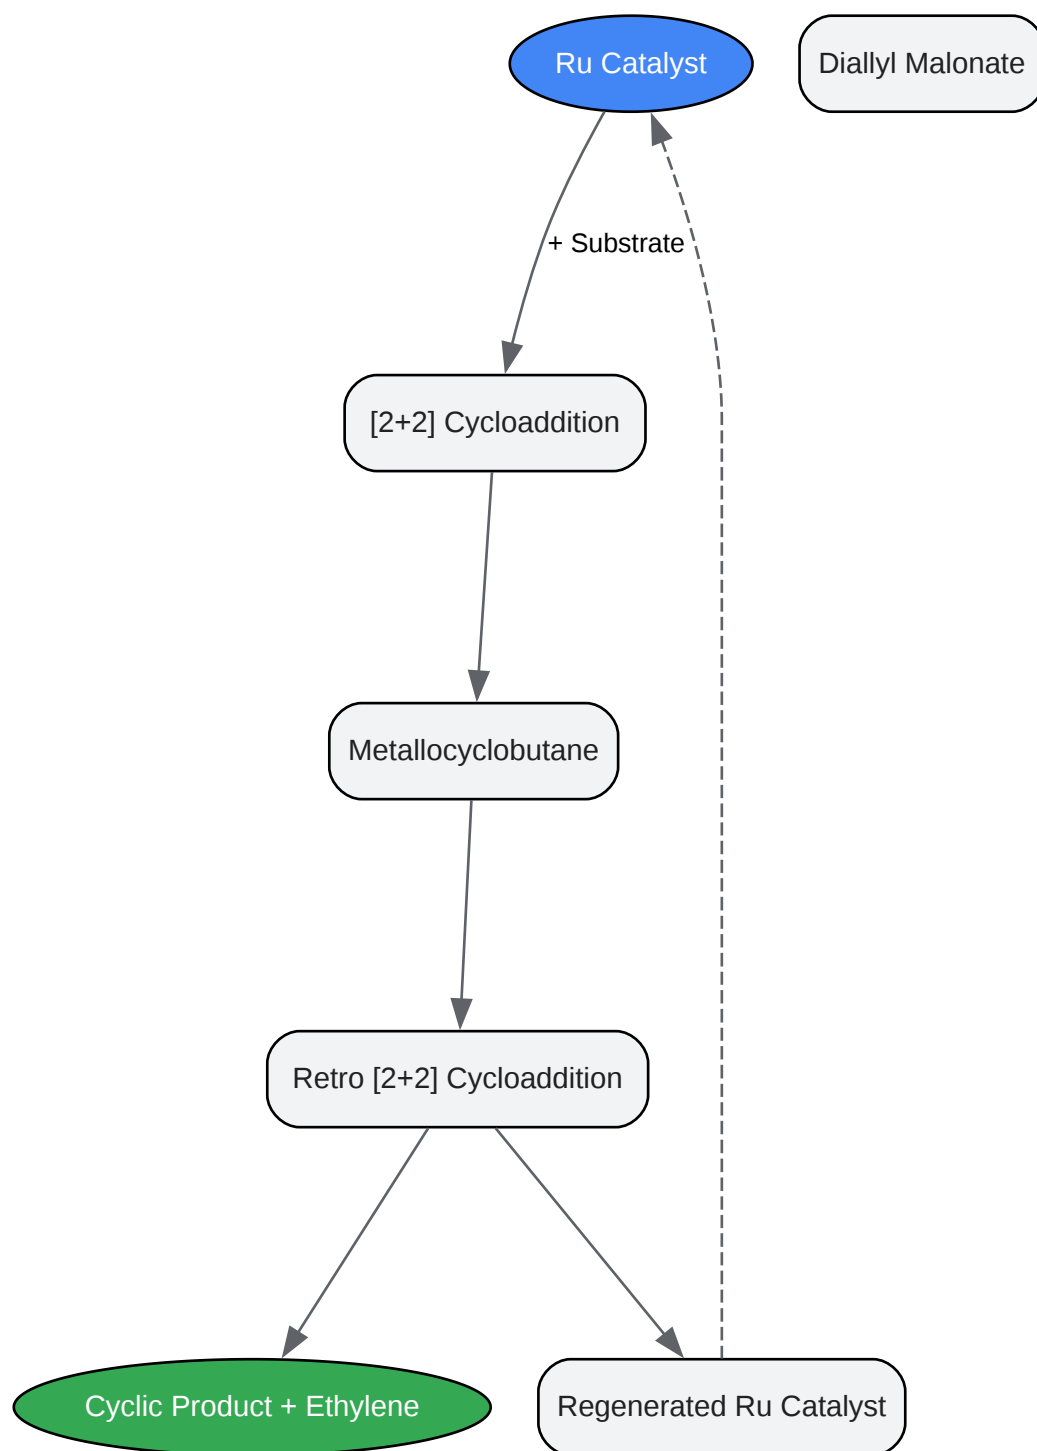 Ru Catalyst
Diallyl Malonate
+ Substrate
[2+2] Cycloaddition
Metallocyclobutane
Retro [2+2] Cycloaddition
Cyclic Product + Ethylene
Regenerated Ru Catalyst